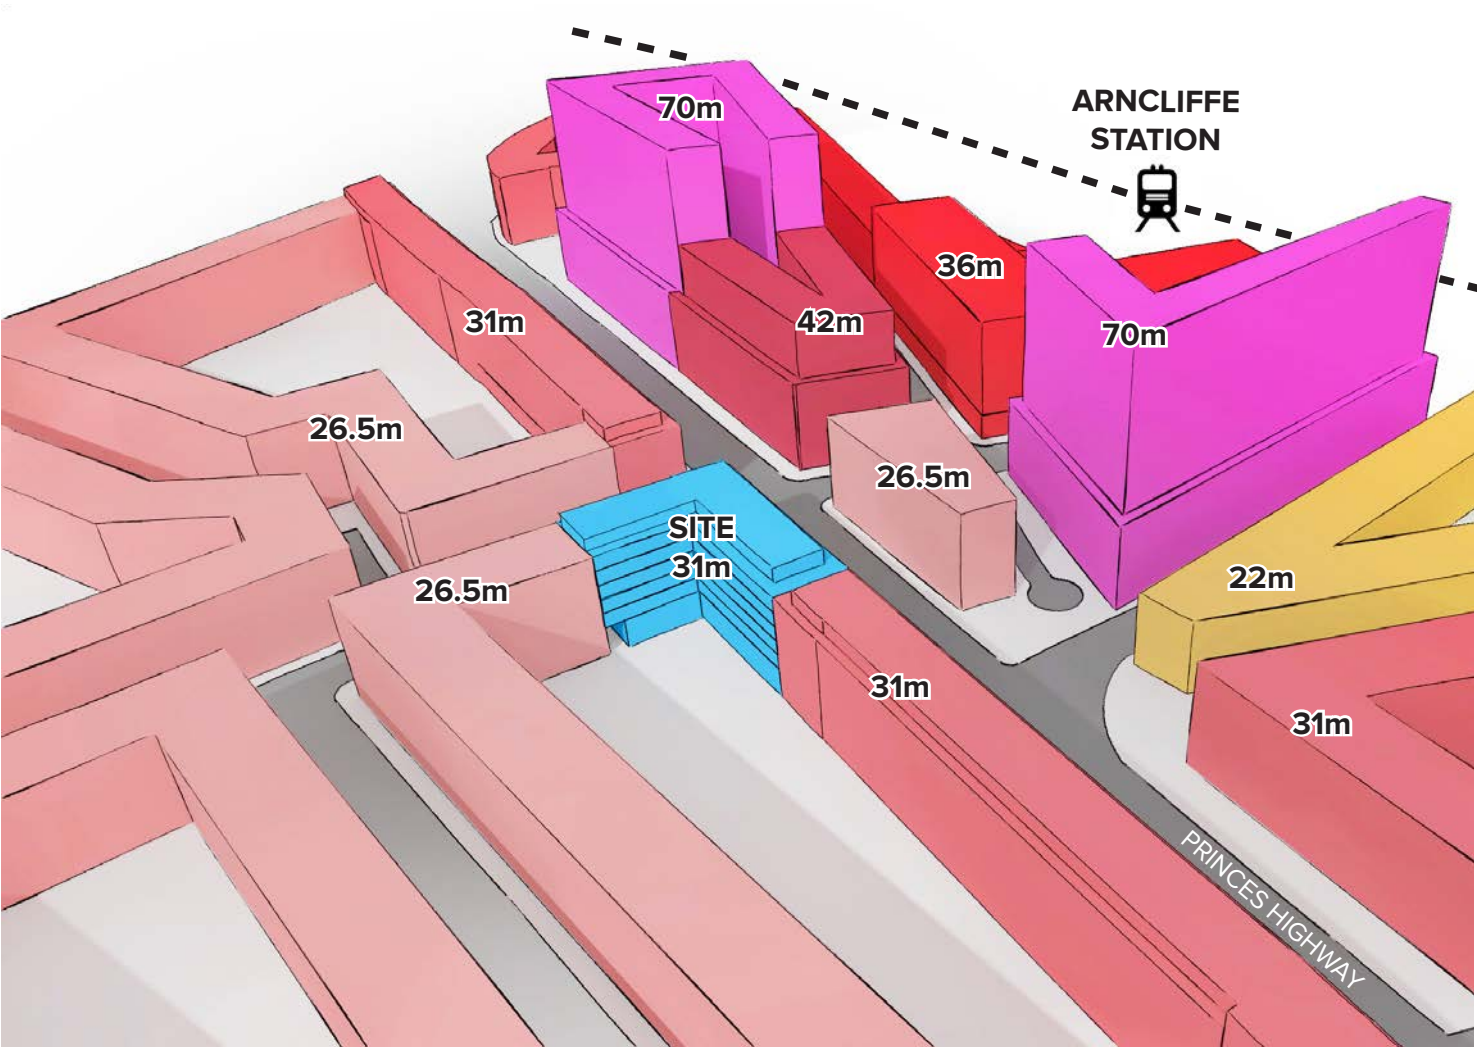 70m
ARNCLIFFE
STATION
36m
31m
42m
70m
26.5m
26.5m
SITE
31m
22m
26.5m
31m
31m
PRINCES HIGHWAY